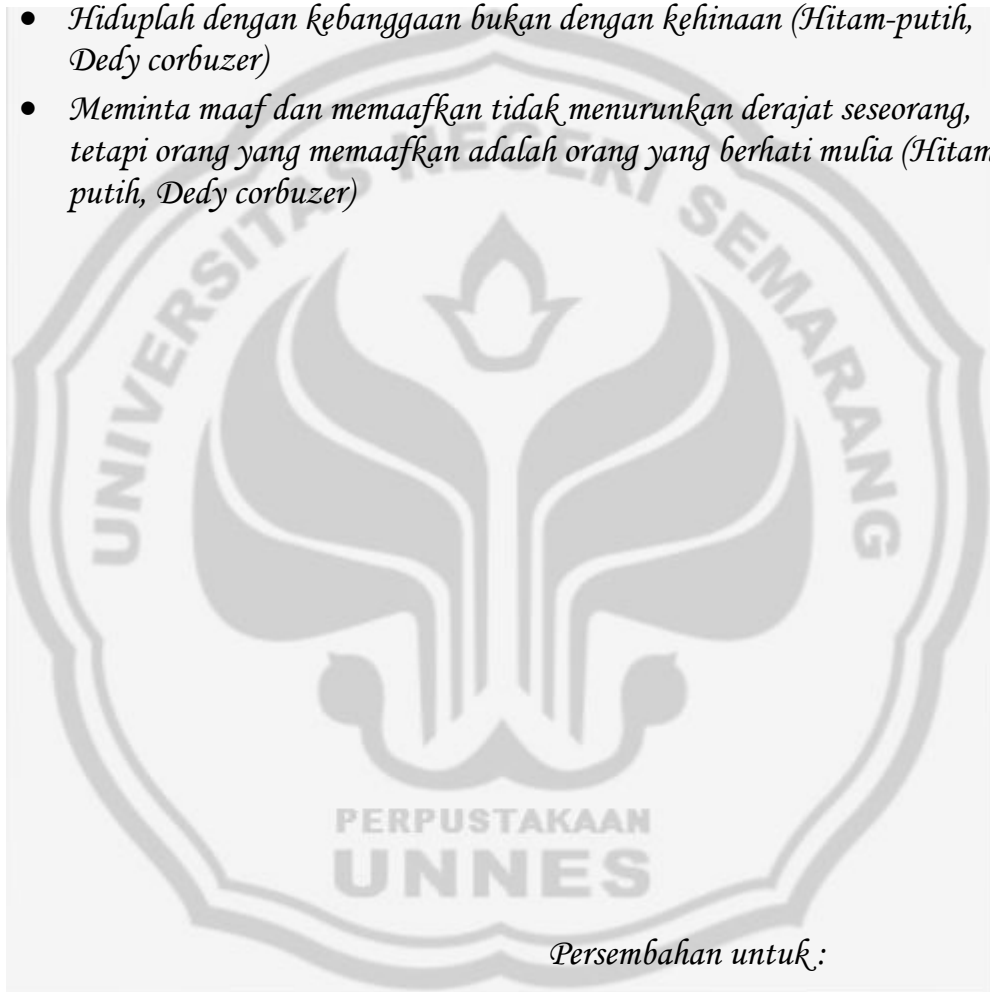 • Hiduplah dengan kebanggaan bukan dengan kehinaan (Hitam-putih,
Dedy corbuzer)
• Meminta maaf dan memaafkan tidak menurunkan derajat seseorang,
tetapi orang yang memaafkan adalah orang yang berhati mulia (Hitam
putih, Dedy corbuzer)
UNIVERSITAS NEGERI SEMARANG
PERPUSTAKAAN
UNNES
Persembahan untuk :